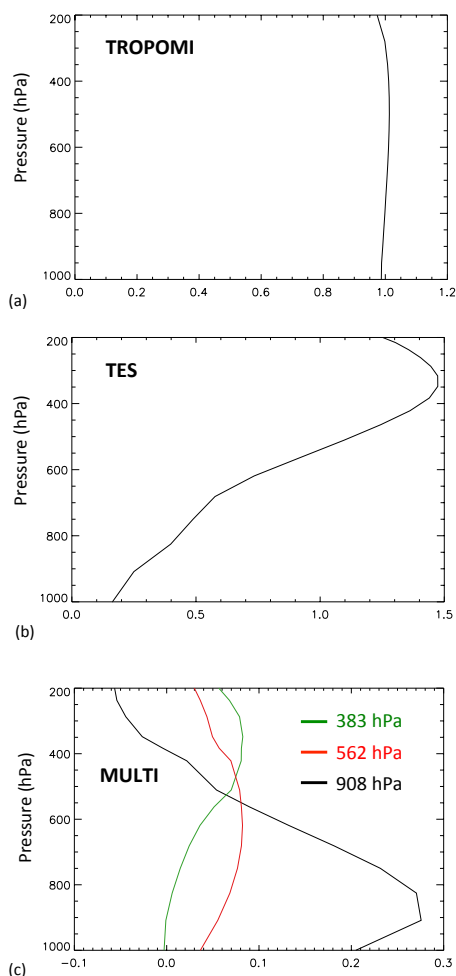 200
TROPOMI
400
Pressure (hPa)
600
800
1000
0.0 0.2 0.4 0.6 0.8 1.0 1.2
(a)
200
TES
400
Pressure (hPa)
600
800
1000
0.0 0.5 1.0 1.5
(b)
200
383 hPa
400
562 hPa
MULTI
908 hPa
Pressure (hPa)
600
800
1000
-0.1 0.0 0.1 0.2 0.3
(c)